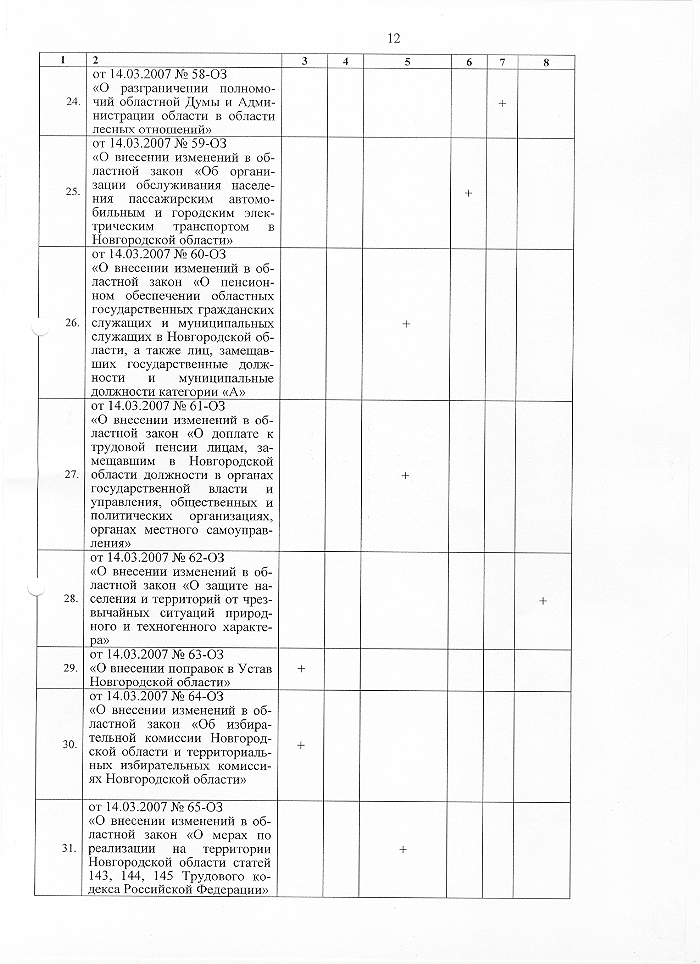 12
1 2 3 4 5 6 7 8
от 14.03.2007 № 58-ОЗ
«О разграничении полномо-
24. чий областной Думы и Адми- +
нистрации области в области
лесных отношений»
от 14.03.2007 № 59-ОЗ
«О внесении изменений в об-
ластной закон «Об органи-
зации обслуживания населе-
25. ния пассажирским автомо- +
бильным и городским элек-
трическим транспортом в
Новгородской области»
от 14.03.2007 № 60-ОЗ
«О внесении изменений в об-
ластной закон «О пенсион-
ном обеспечении областных
государственных гражданских
26. служащих и муниципальных +
служащих в Новгородской об-
ласти, а также лиц, замещав-
ших государственные долж-
ности и муниципальные
должности категории «А»
от 14.03.2007 № 61-ОЗ
«О внесении изменений в об-
ластной закон «О доплате к
трудовой пенсии лицам, за-
мещавшим в Новгородской
27. области должности в органах +
государственной власти и
управления, общественных и
политических организациях,
органах местного самоуправ-
ления»
от 14.03.2007 № 62-ОЗ
«О внесении изменений в об-
ластной закон «О защите на-
28. селения и территорий от чрез- +
вычайных ситуаций природ-
ного и техногенного характе-
ра»
от 14.03.2007 № 63-ОЗ
29. «О внесении поправок в Устав +
Новгородской области»
от 14.03.2007 № 64-ОЗ
«О внесении изменений в об-
ластной закон «Об избира-
тельной комиссии Новгород-
30. ской области и территориаль- +
ных избирательных комисси-
ях Новгородской области»
от 14.03.2007 № 65-ОЗ
«О внесении изменений в об-
ластной закон «О мерах по
31. реализации на территории +
Новгородской области статей
143, 144, 145 Трудового ко-
декса Российской Федерации»